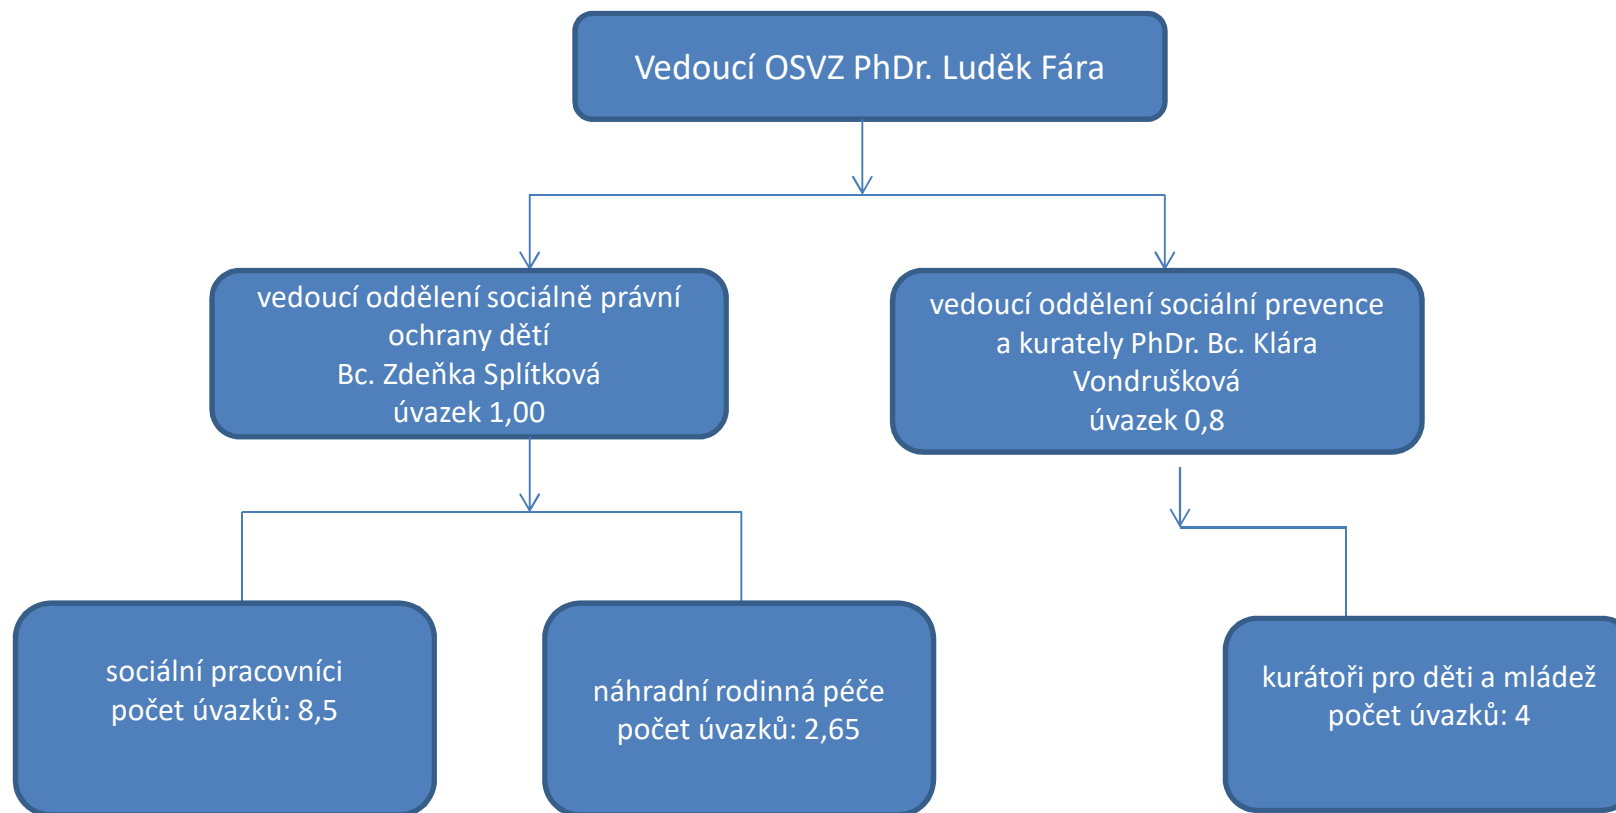 Vedoucí OSVZ PhDr. Luděk Fára
vedoucí oddělení sociálně právní
ochrany dětí
Bc. Zdeňka Splítková
úvazek 1,00
vedoucí oddělení sociální prevence
a kurately PhDr. Bc. Klára
Vondrušková
úvazek 0,8
sociální pracovníci
počet úvazků: 8,5
náhradní rodinná péče
počet úvazků: 2,65
kurátoři pro děti a mládež
počet úvazků: 4